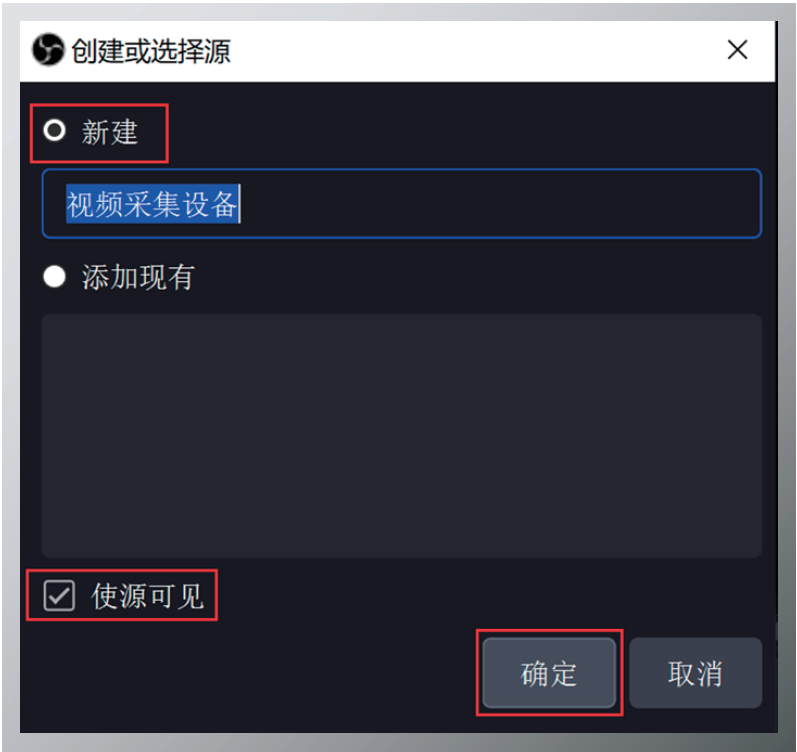 创建或选择源
新建
视频采集设备
添加现有
使源可见
确定
取消